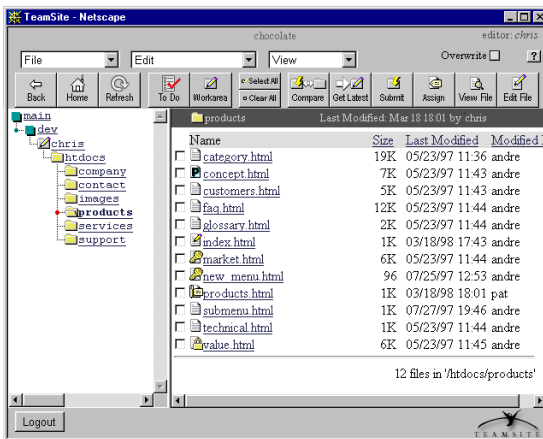 TeamSite - Netscape
chocolate
editor: chris
File Edit View Overwrite ?
Back Home Refresh To Do Workarea Select All Clear All Compare Get Latest Submit Assign View File Edit File
main
dev
chris
htdocs
company
contact
images
products
services
support
products Last Modified: Mar 18 18:01 by chris
Name Size Last Modified Modified
category.html 19K 05/23/97 11:36 andre
concept.html 7K 05/23/97 11:43 andre
customers.html 5K 05/23/97 11:43 andre
faq.html 12K 05/23/97 11:44 andre
glossary.html 2K 05/23/97 11:44 andre
index.html 1K 03/18/98 17:43 andre
market.html 6K 05/23/97 11:44 andre
new_menu.html 96 07/25/97 12:53 andre
products.html 1K 03/18/98 18:01 pat
submenu.html 1K 07/27/97 19:46 andre
technical.html 1K 05/23/97 11:44 andre
value.html 6K 05/23/97 11:45 andre
12 files in '/htdocs/products'
Logout
TEAMSITE